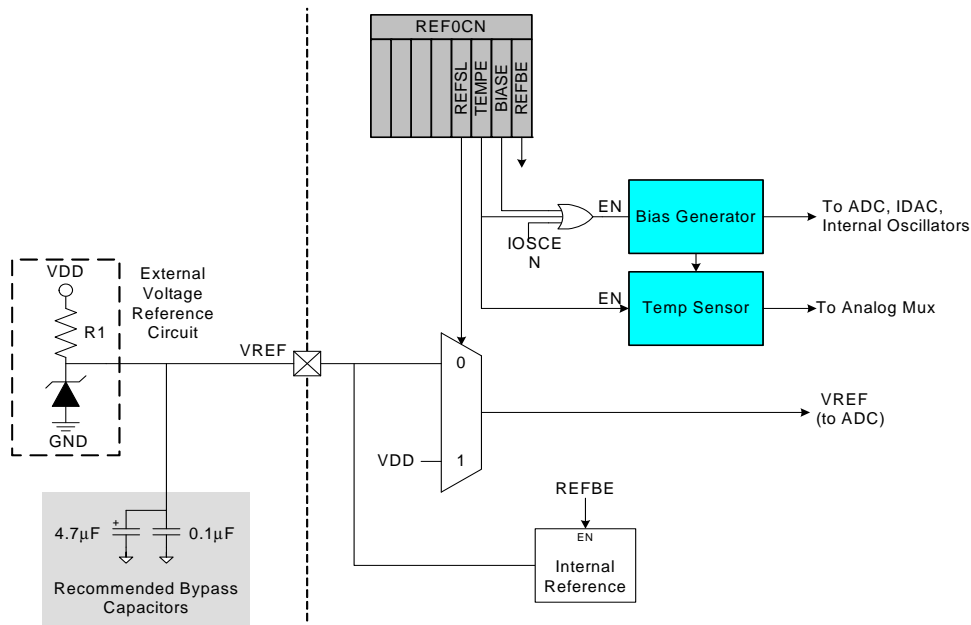 REF0CN
REFSL
TEMPE
BIASE
REFBE
EN
Bias Generator
To ADC, IDAC,
Internal Oscillators
IOSCE
N
VDD
External
Voltage
Reference
Circuit
R1
EN
Temp Sensor
To Analog Mux
VREF
0
GND
VREF
(to ADC)
VDD
1
REFBE
4.7μF
+
0.1μF
EN
Internal
Reference
Recommended Bypass
Capacitors